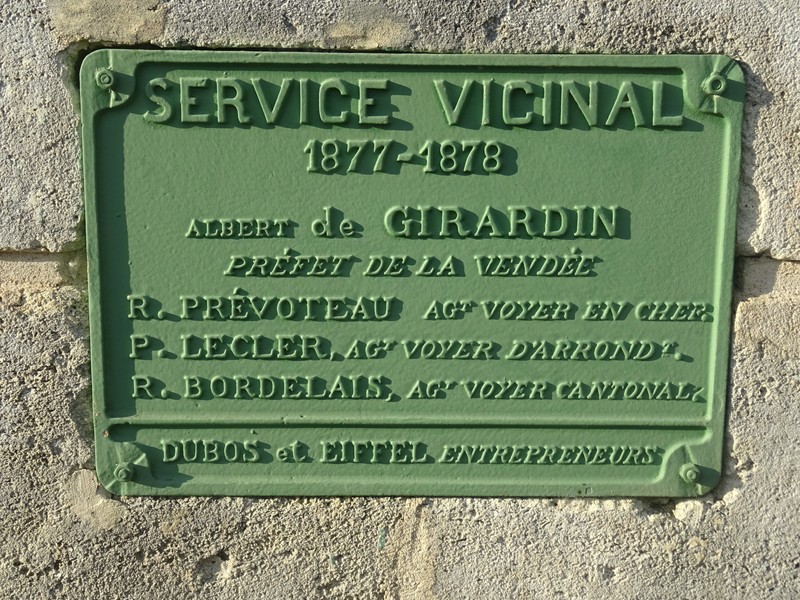 SERVICE VICINAL
1877-1878
ALBERT de GIRARDIN
PRÉFET DE LA VENDÉE
R. PRÉVOTEAU AGᵗ VOYER EN CHEF.
P. LECLER, AGᵗ VOYER D'ARRONDᵗ.
R. BORDELAIS, AGᵗ VOYER CANTONAL,
DUBOS et EIFFEL ENTREPRENEURS